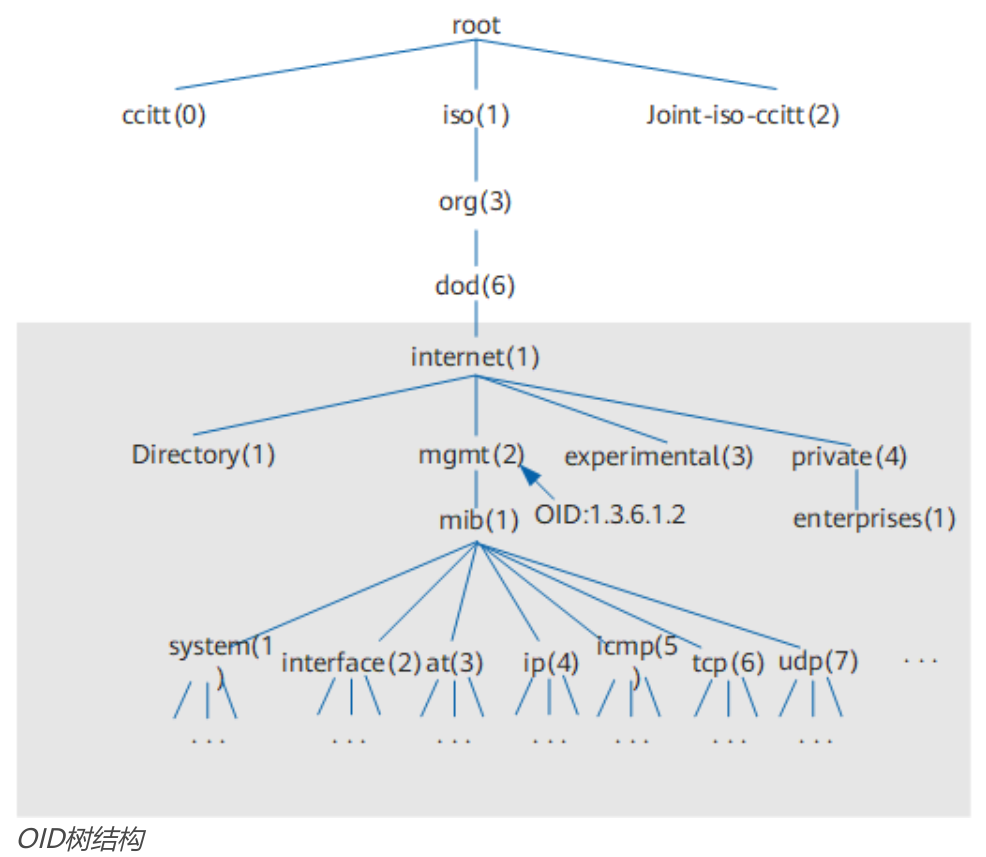 root
ccitt(0)
iso(1)
Joint-iso-ccitt(2)
org(3)
dod(6)
internet(1)
Directory(1)
mgmt(2)
experimental(3)
private(4)
mib(1)
OID:1.3.6.1.2
enterprises(1)
system(1
)
interface(2)
at(3)
ip(4)
icmp(5
)
tcp(6)
udp(7)
...
... ... ... ... ... ... ...
OID树结构